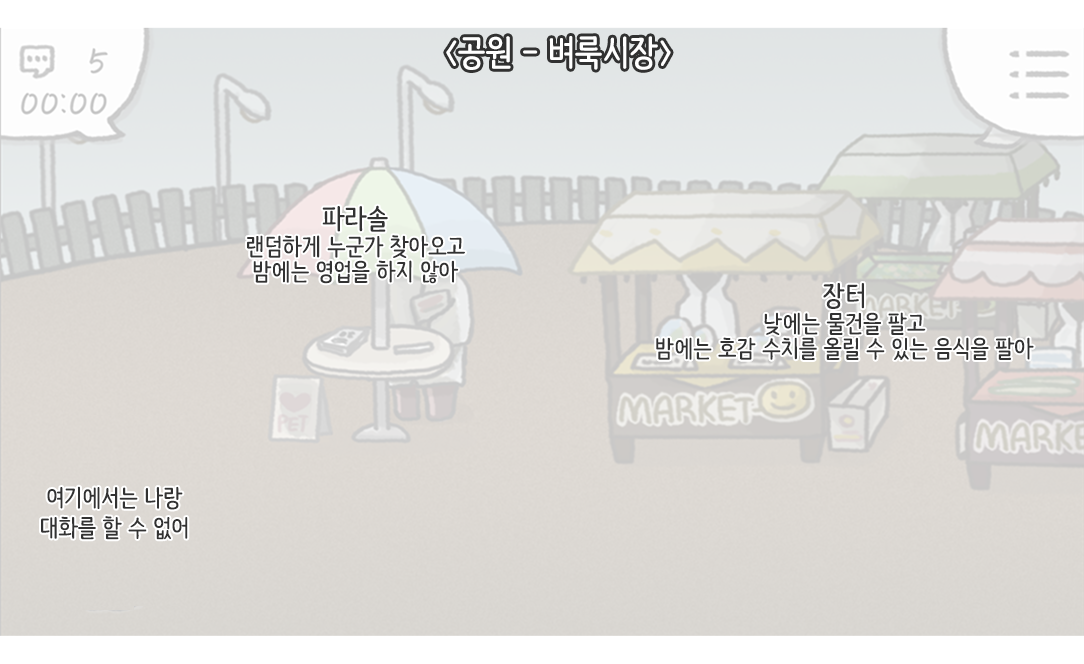 <공원 - 벼룩시장>
5
00:00
파라솔
랜덤하게 누군가 찾아오고
밤에는 영업을 하지 않아
장터
낮에는 물건을 팔고
밤에는 호감 수치를 올릴 수 있는 음식을 팔아
MARKET
MARKET
MARKE
PET
여기에서는 나랑
대화를 할 수 없어